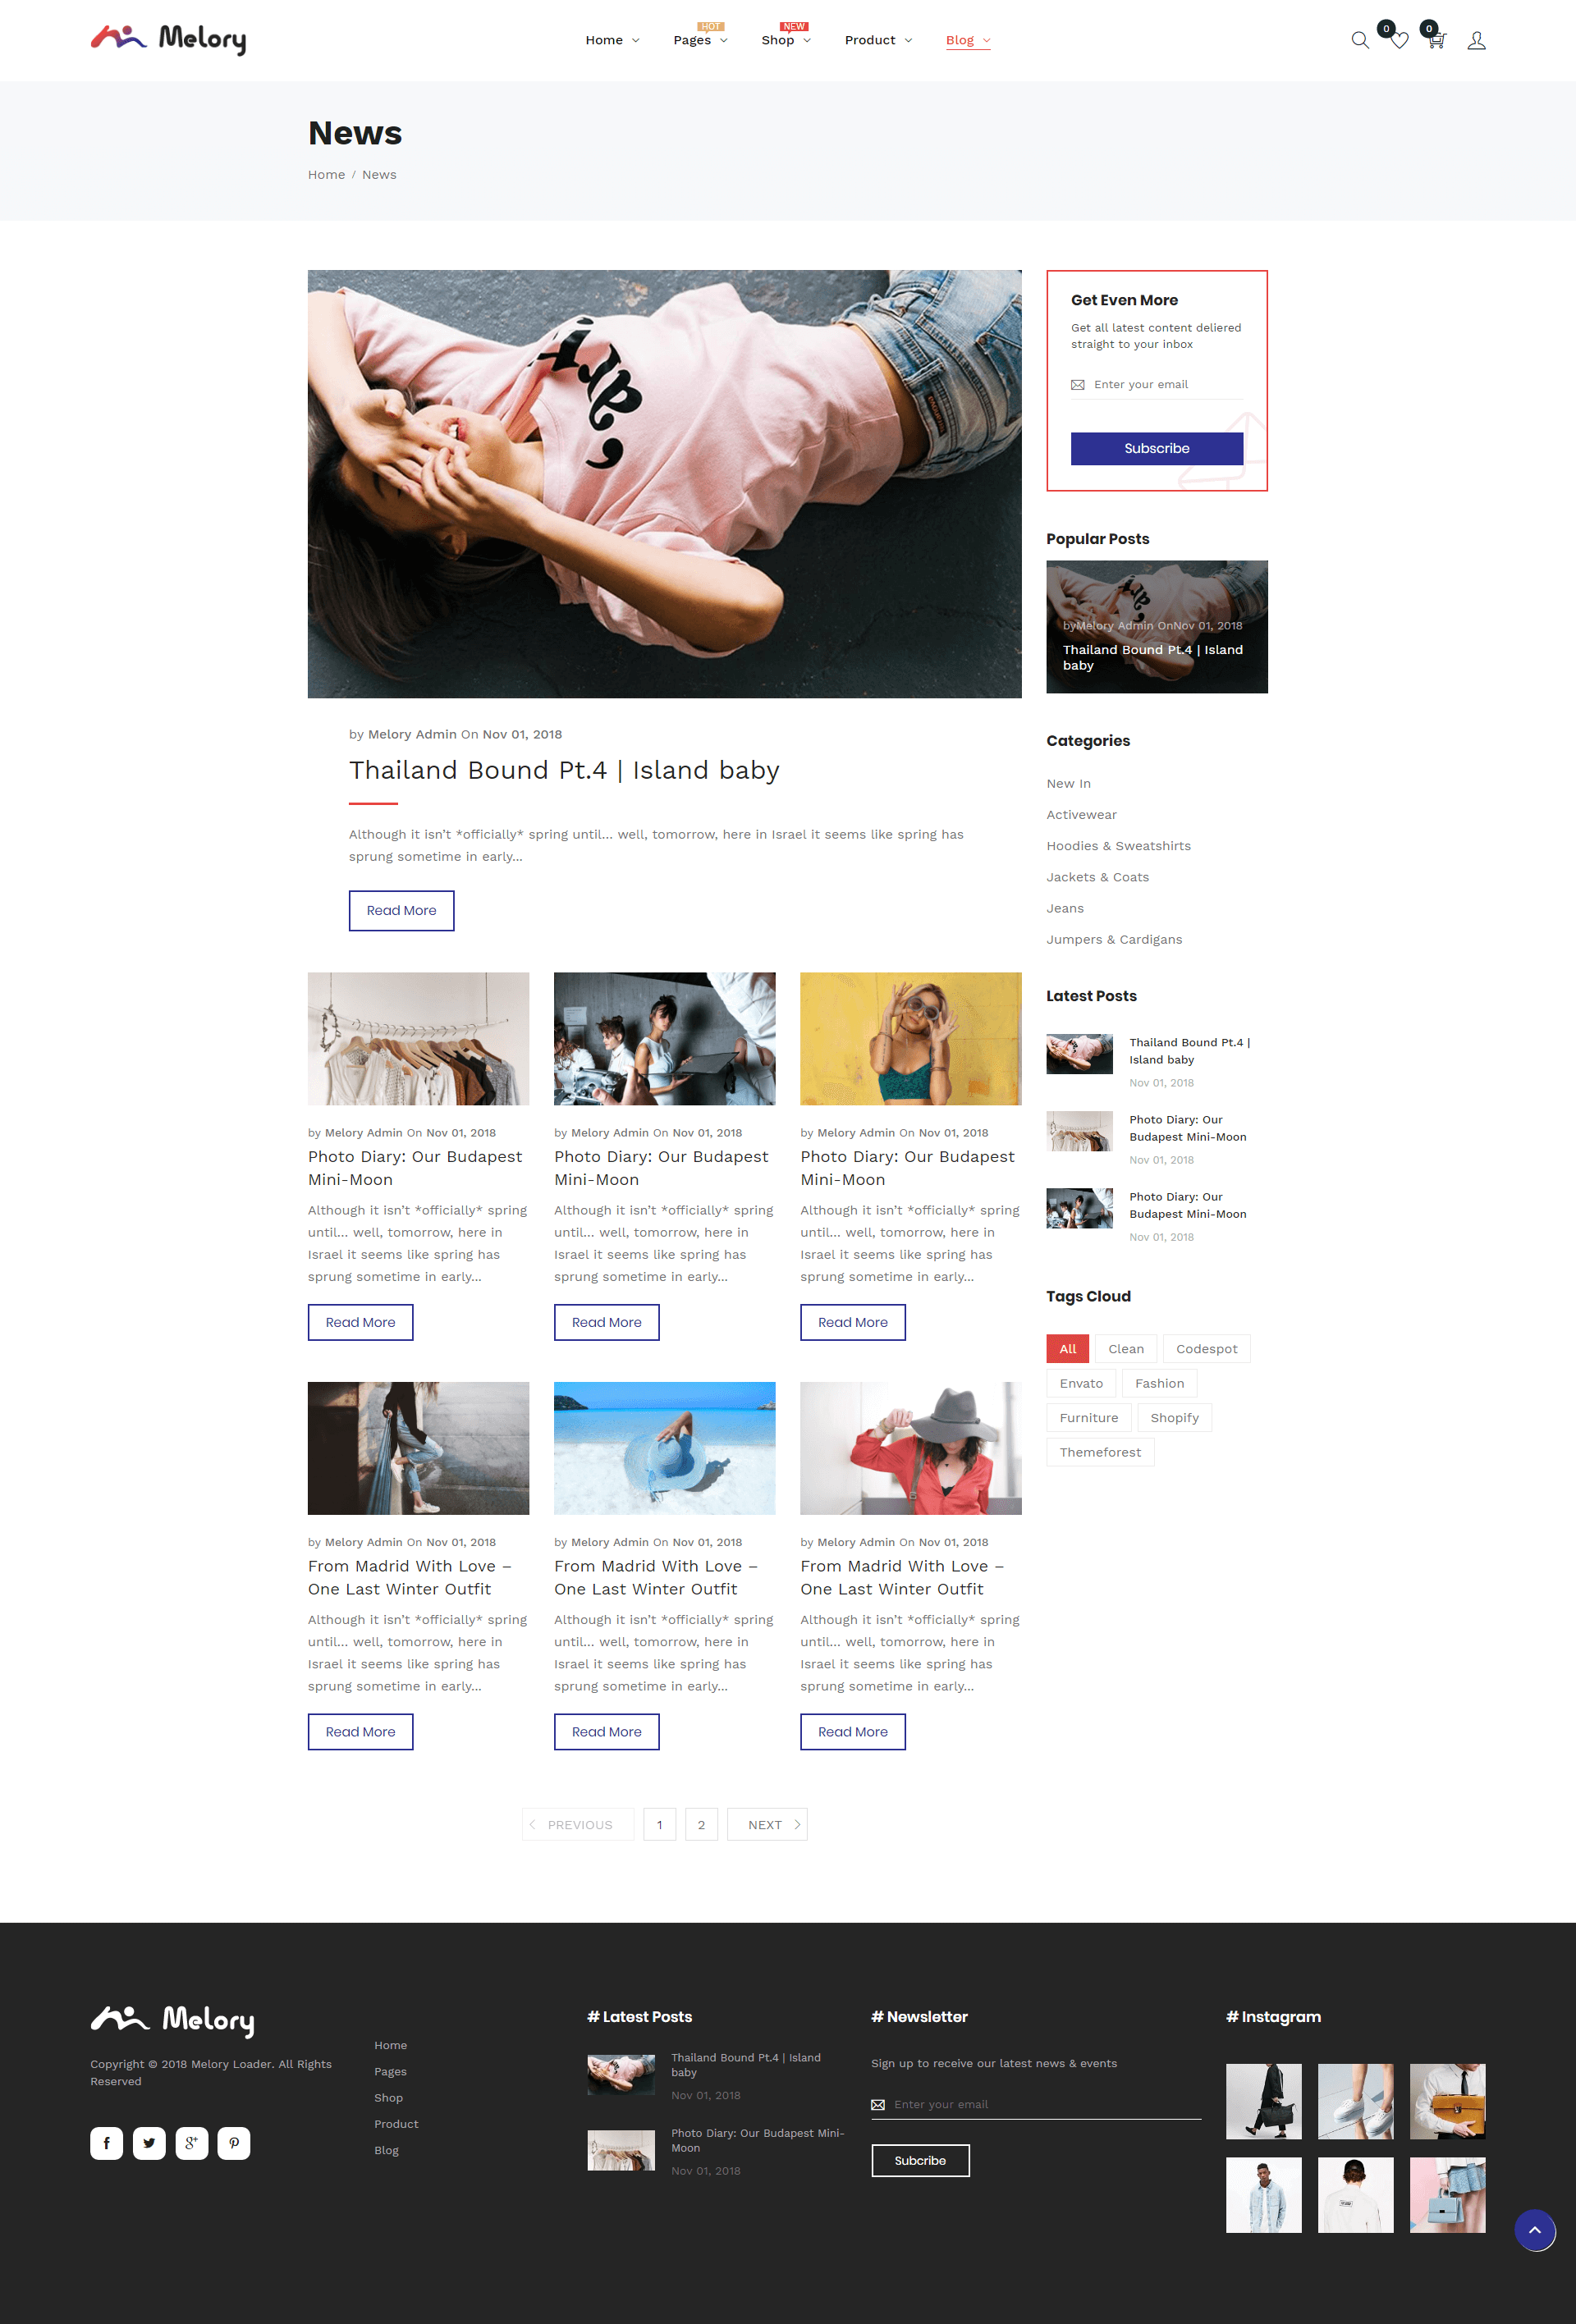 Melory
HOT
NEW
Home
Pages
Shop
Product
Blog
0
0
News
Home / News
by Melory Admin On Nov 01, 2018
Thailand Bound Pt.4 | Island baby
Although it isn’t *officially* spring until… well, tomorrow, here in Israel it seems like spring has
sprung sometime in early...
Read More
by Melory Admin On Nov 01, 2018
Photo Diary: Our Budapest
Mini-Moon
Although it isn’t *officially* spring
until… well, tomorrow, here in
Israel it seems like spring has
sprung sometime in early...
Read More
by Melory Admin On Nov 01, 2018
Photo Diary: Our Budapest
Mini-Moon
Although it isn’t *officially* spring
until… well, tomorrow, here in
Israel it seems like spring has
sprung sometime in early...
Read More
by Melory Admin On Nov 01, 2018
Photo Diary: Our Budapest
Mini-Moon
Although it isn’t *officially* spring
until… well, tomorrow, here in
Israel it seems like spring has
sprung sometime in early...
Read More
by Melory Admin On Nov 01, 2018
From Madrid With Love –
One Last Winter Outfit
Although it isn’t *officially* spring
until… well, tomorrow, here in
Israel it seems like spring has
sprung sometime in early...
Read More
by Melory Admin On Nov 01, 2018
From Madrid With Love –
One Last Winter Outfit
Although it isn’t *officially* spring
until… well, tomorrow, here in
Israel it seems like spring has
sprung sometime in early...
Read More
by Melory Admin On Nov 01, 2018
From Madrid With Love –
One Last Winter Outfit
Although it isn’t *officially* spring
until… well, tomorrow, here in
Israel it seems like spring has
sprung sometime in early...
Read More
PREVIOUS
1
2
NEXT
Get Even More
Get all latest content deliered
straight to your inbox
Enter your email
Subscribe
Popular Posts
byMelory Admin OnNov 01, 2018
Thailand Bound Pt.4 | Island
baby
Categories
New In
Activewear
Hoodies & Sweatshirts
Jackets & Coats
Jeans
Jumpers & Cardigans
Latest Posts
Thailand Bound Pt.4 |
Island baby
Nov 01, 2018
Photo Diary: Our
Budapest Mini-Moon
Nov 01, 2018
Photo Diary: Our
Budapest Mini-Moon
Nov 01, 2018
Tags Cloud
All
Clean
Codespot
Envato
Fashion
Furniture
Shopify
Themeforest
Melory
Copyright © 2018 Melory Loader. All Rights
Reserved
Home
Pages
Shop
Product
Blog
# Latest Posts
Thailand Bound Pt.4 | Island
baby
Nov 01, 2018
Photo Diary: Our Budapest Mini-
Moon
Nov 01, 2018
# Newsletter
Sign up to receive our latest news & events
Enter your email
Subcribe
# Instagram